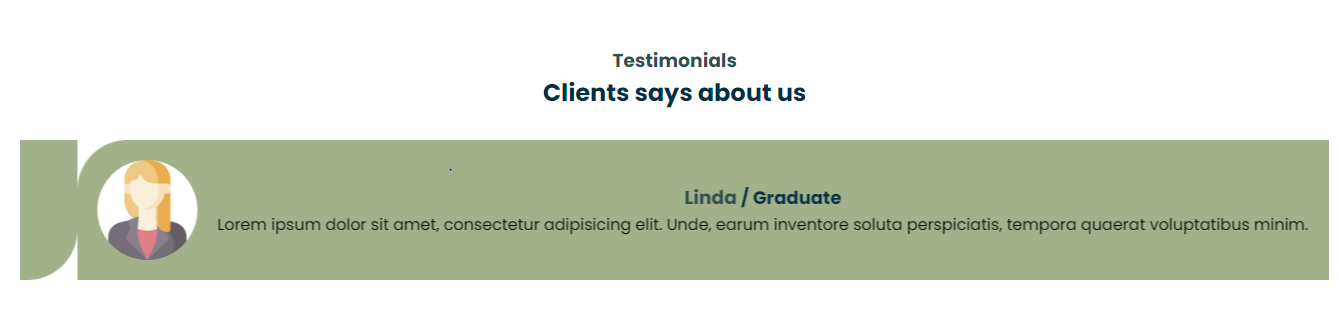 Testimonials
Clients says about us
Linda / Graduate
Lorem ipsum dolor sit amet, consectetur adipisicing elit. Unde, earum inventore soluta perspiciatis, tempora quaerat voluptatibus minim.